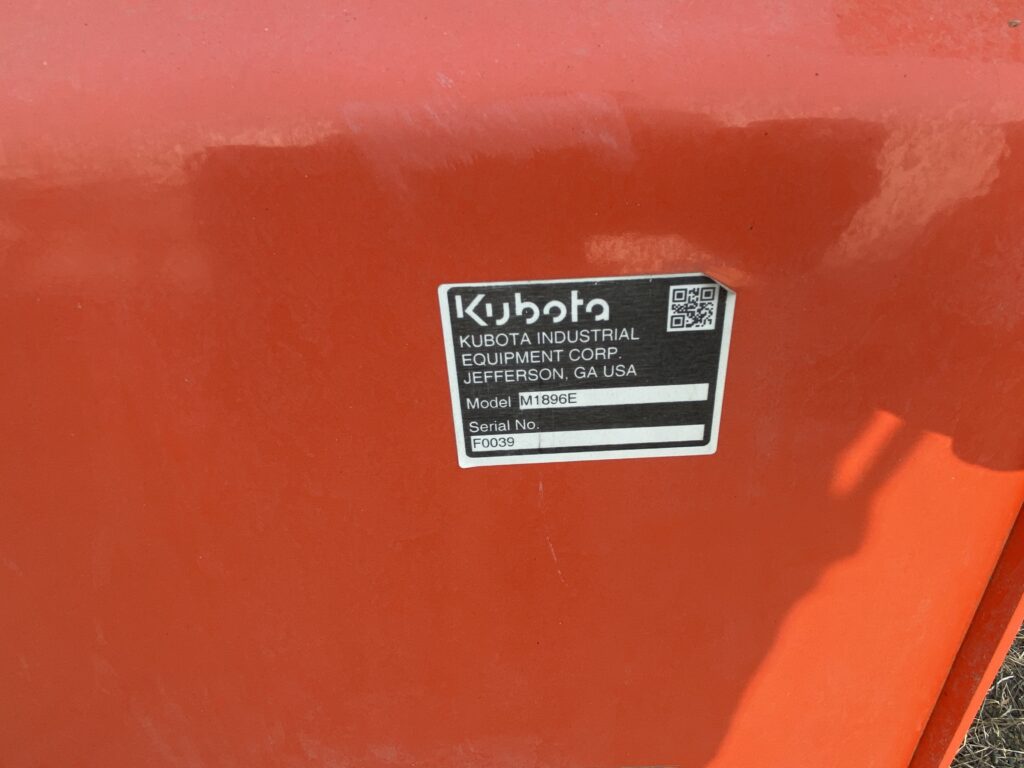 Kubota
KUBOTA INDUSTRIAL
EQUIPMENT CORP.
JEFFERSON, GA USA
Model M1896E
Serial No.
F0039